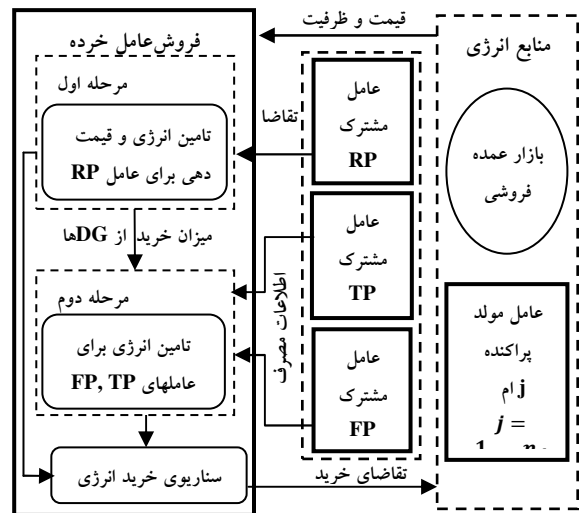 قیمت و ظرفیت
منابع انرژی
بازار عمده
فروشی
عامل مولد
پراکنده
j ام
j =
عامل
مشترک
RP
عامل
مشترک
TP
عامل
مشترک
FP
تقاضا
اطلاعات مصرف
فروش‌عامل خرده
مرحله اول
تامین انرژی و قیمت
دهی برای عامل RP
میزان خرید از DGها
مرحله دوم
تامین انرژی برای
عاملهای FP, TP
سناریوی خرید انرژی
تقاضای خرید